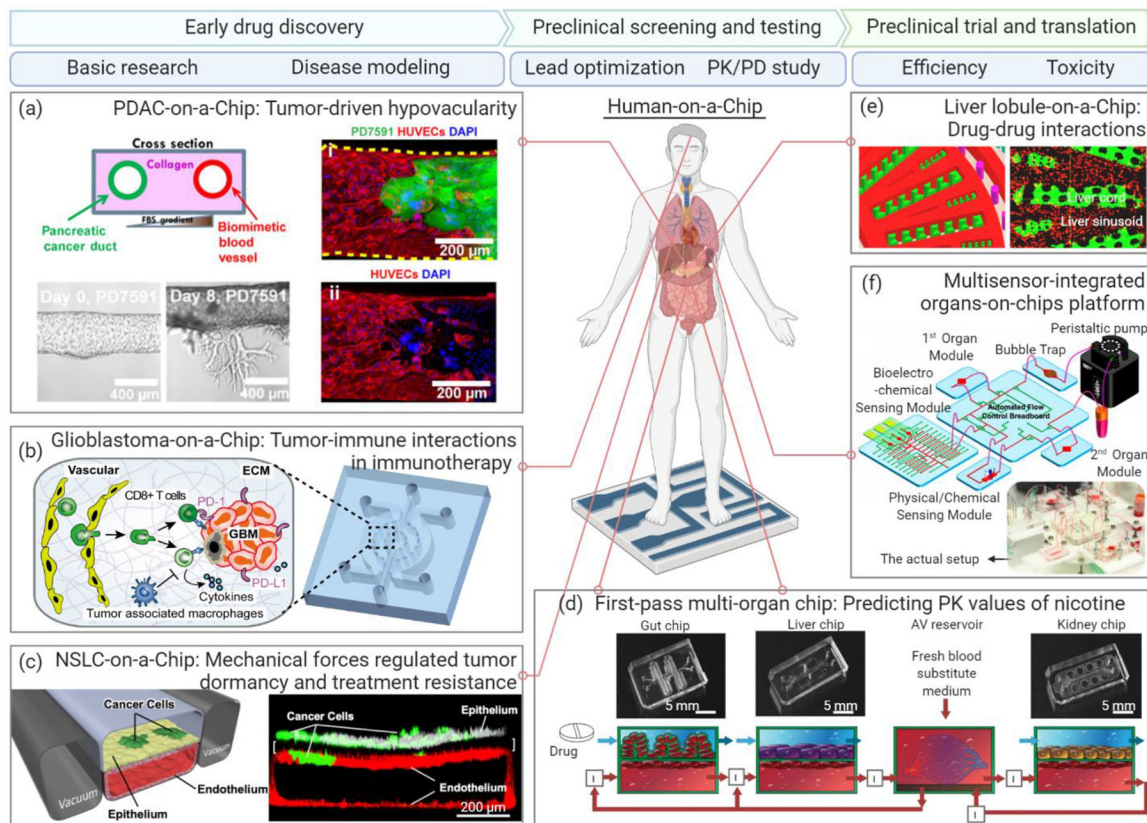 Early drug discovery
Preclinical screening and testing
Preclinical trial and translation
Basic research
Disease modeling
Lead optimization
PK/PD study
Efficiency
Toxicity
(a)
PDAC-on-a-Chip: Tumor-driven hypovacularity
Cross section
Collagen
FBS gradient
Pancreatic
cancer duct
Biomimetic
blood
vessel
PD7591 HUVECs DAPI
i
200 µm
HUVECs DAPI
ii
200 µm
Day 0, PD7591
400 µm
Day 8, PD7591
400 µm
(b)
Glioblastoma-on-a-Chip: Tumor-immune interactions
in immunotherapy
Vascular
ECM
CD8+ T cells
PD-1
GBM
PD-L1
Cytokines
Tumor associated macrophages
(c)
NSLC-on-a-Chip: Mechanical forces regulated tumor
dormancy and treatment resistance
Cancer Cells
Vacuum
Vacuum
Endothelium
Epithelium
Cancer Cells
Epithelium
Endothelium
200 µm
Human-on-a-Chip
(e)
Liver lobule-on-a-Chip:
Drug-drug interactions
Liver cord
Liver sinusoid
(f)
Multisensor-integrated
organs-on-chips platform
1st Organ
Module
Bubble Trap
Peristaltic pump
Bioelectro
-chemical
Sensing Module
Automated Flow
Control Breadboard
2nd Organ
Module
Physical/Chemical
Sensing Module
The actual setup
(d)
First-pass multi-organ chip: Predicting PK values of nicotine
Gut chip
Liver chip
AV reservoir
Kidney chip
Fresh blood
substitute
medium
5 mm
5 mm
5 mm
Drug
I
I
I
I
I